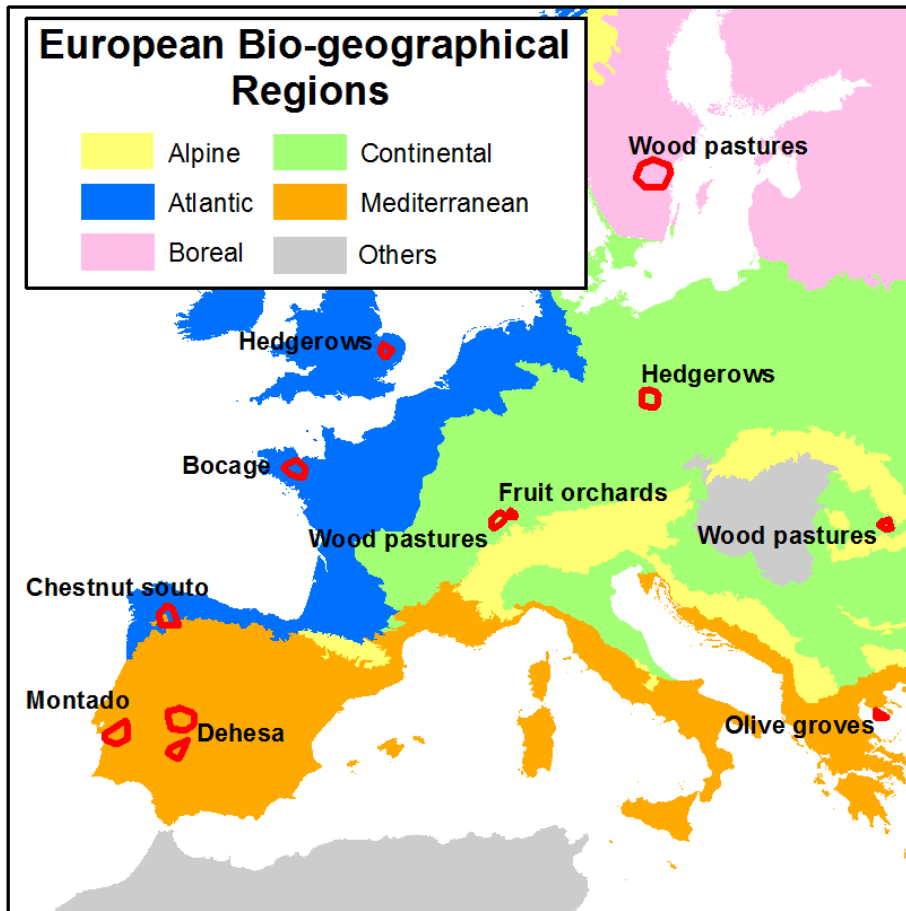 European Bio-geographical
Regions
Alpine
Continental
Atlantic
Mediterranean
Boreal
Others
Wood pastures
Hedgerows
Hedgerows
Bocage
Fruit orchards
Wood pastures
Wood pastures
Chestnut souto
Montado
Dehesa
Olive groves